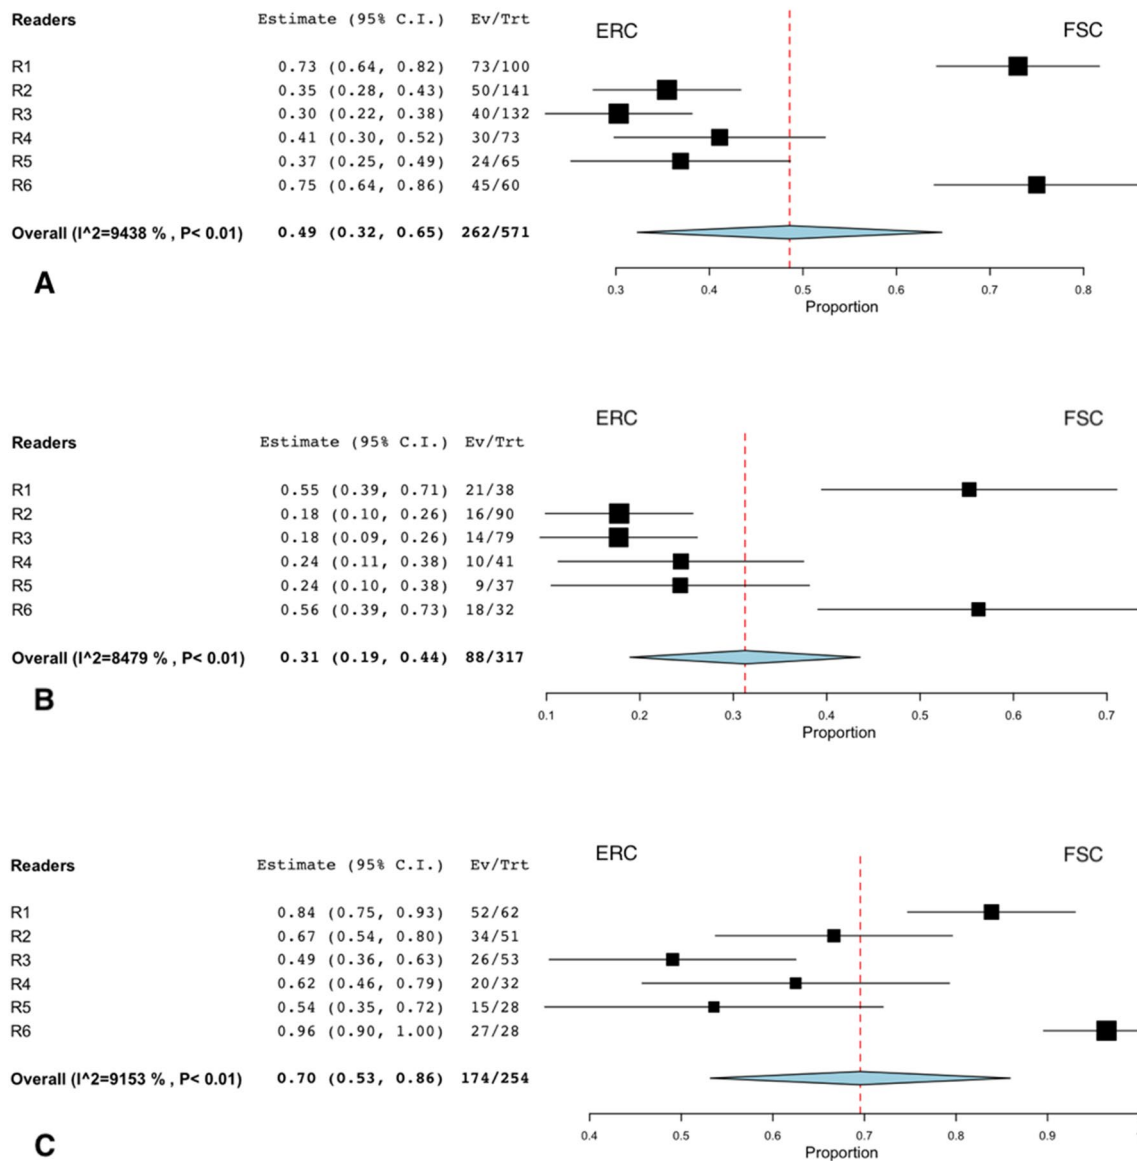 Readers Estimate (95% C.I.) Ev/Trt ERC FSC
R1 0.73 (0.64, 0.82) 73/100
R2 0.35 (0.28, 0.43) 50/141
R3 0.30 (0.22, 0.38) 40/132
R4 0.41 (0.30, 0.52) 30/73
R5 0.37 (0.25, 0.49) 24/65
R6 0.75 (0.64, 0.86) 45/60
Overall (I^2=9438 % , P< 0.01) 0.49 (0.32, 0.65) 262/571
A
0.3 0.4 0.5 0.6 0.7 0.8
Proportion
ERC FSC
Readers Estimate (95% C.I.) Ev/Trt
R1 0.55 (0.39, 0.71) 21/38
R2 0.18 (0.10, 0.26) 16/90
R3 0.18 (0.09, 0.26) 14/79
R4 0.24 (0.11, 0.38) 10/41
R5 0.24 (0.10, 0.38) 9/37
R6 0.56 (0.39, 0.73) 18/32
Overall (I^2=8479 % , P< 0.01) 0.31 (0.19, 0.44) 88/317
B
0.1 0.2 0.3 0.4 0.5 0.6 0.7
Proportion
ERC FSC
Readers Estimate (95% C.I.) Ev/Trt
R1 0.84 (0.75, 0.93) 52/62
R2 0.67 (0.54, 0.80) 34/51
R3 0.49 (0.36, 0.63) 26/53
R4 0.62 (0.46, 0.79) 20/32
R5 0.54 (0.35, 0.72) 15/28
R6 0.96 (0.90, 1.00) 27/28
Overall (I^2=9153 % , P< 0.01) 0.70 (0.53, 0.86) 174/254
0.4 0.5 0.6 0.7 0.8 0.9
C
Proportion